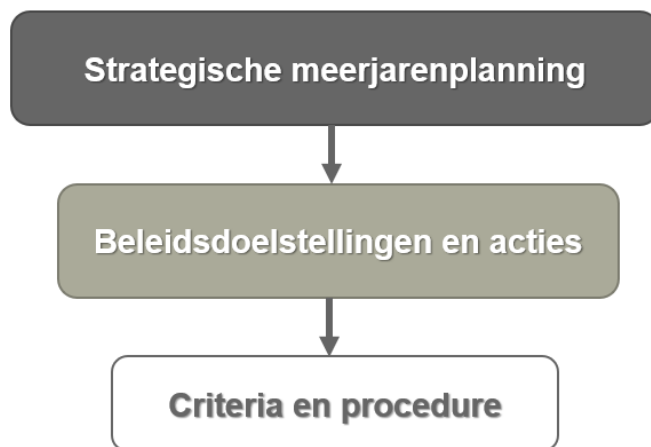 Strategische meerjarenplanning
Beleidsdoelstellingen en acties
Criteria en procedure